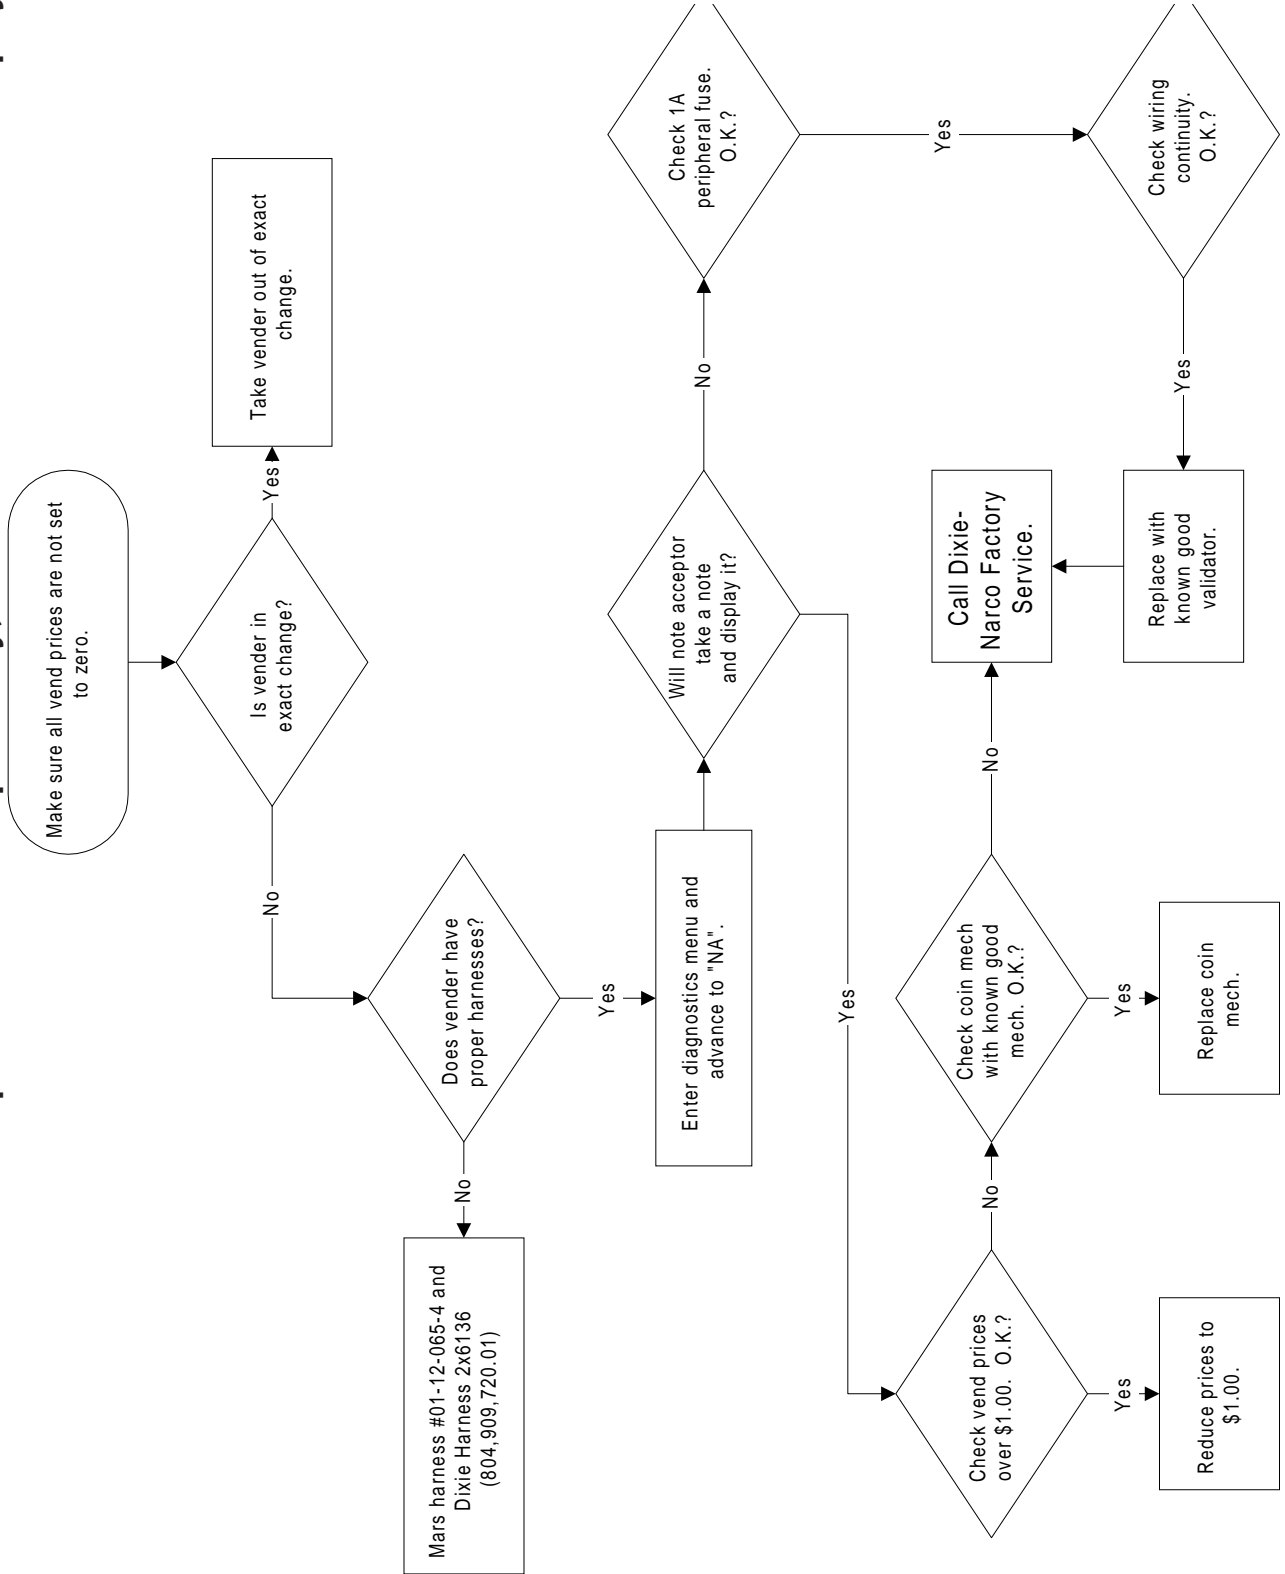 Make sure all vend prices are not set
to zero.
Is vender in
exact change?
Yes
Take vender out of exact
change.
No
Does vender have
proper harnesses?
No
Mars harness #01-12-065-4 and
Dixie Harness 2x6136
(804,909,720.01)
Yes
Enter diagnostics menu and
advance to "NA".
Will note acceptor
take a note
and display it?
No
Check 1A
peripheral fuse.
O.K.?
Yes
Check wiring
continuity.
O.K.?
Yes
Replace with
known good
validator.
Call Dixie-
Narco Factory
Service.
Yes
Check vend prices
over $1.00. O.K.?
Yes
Reduce prices to
$1.00.
No
Check coin mech
with known good
mech. O.K.?
Yes
Replace coin
mech.
No